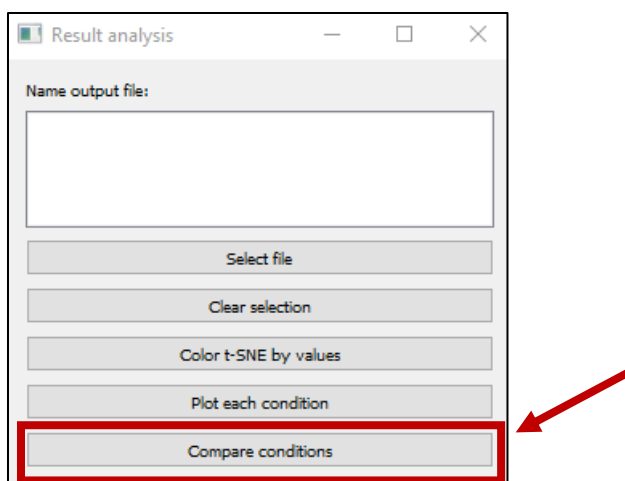 Result analysis
Name output file:
Select file
Clear selection
Color t-SNE by values
Plot each condition
Compare conditions